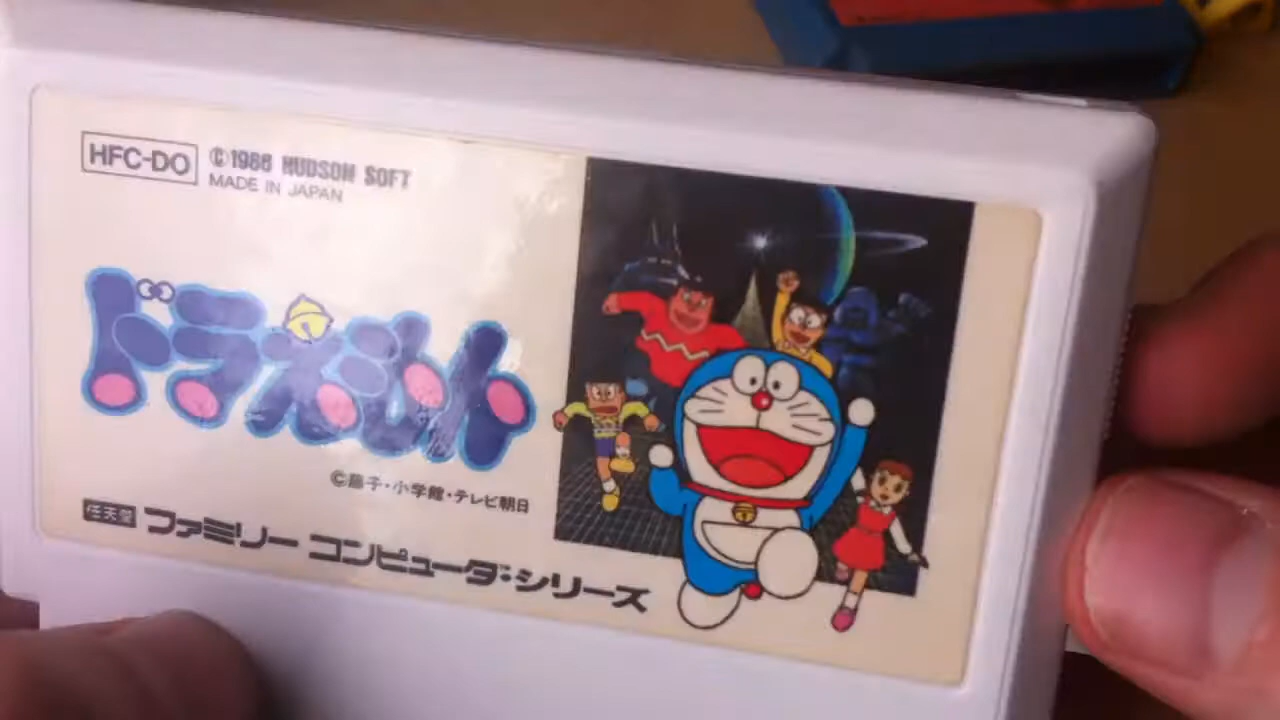 HFC-DO
©1986 HUDSON SOFT
MADE IN JAPAN
ドラえもん
©藤子・小学館・テレビ朝日
任天堂 ファミリー コンピュータ™シリーズ